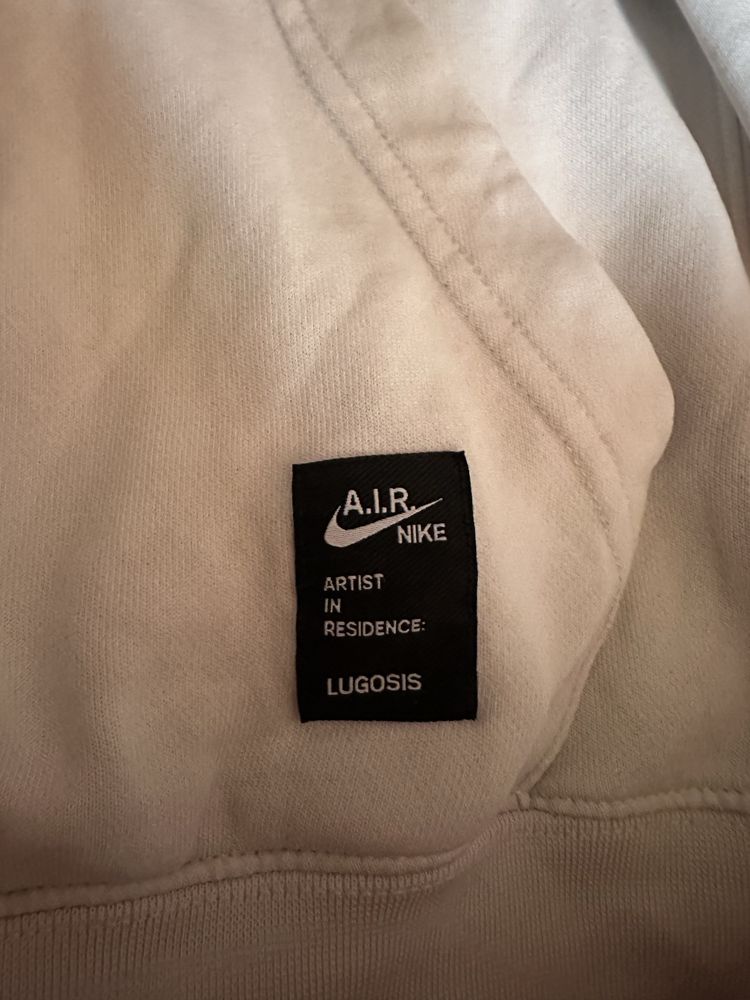 A.I.R.
NIKE
ARTIST
IN
RESIDENCE:
LUGOSIS